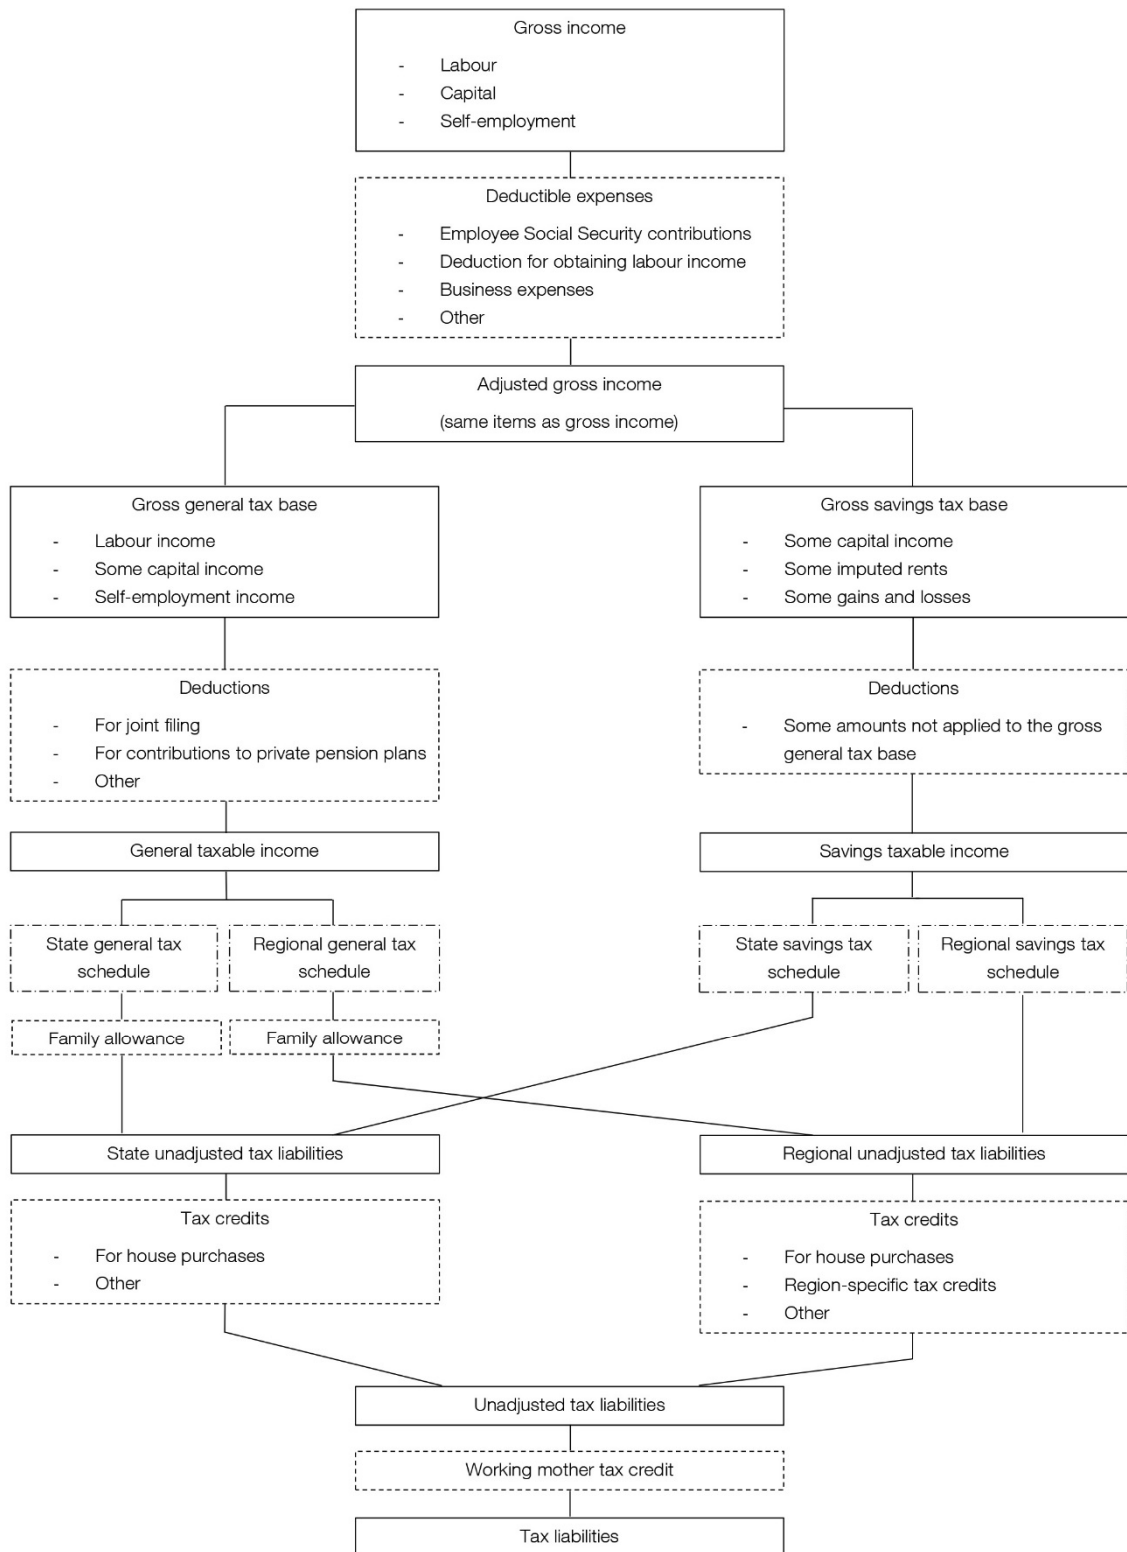 Gross income
- Labour
- Capital
- Self-employment
Deductible expenses
- Employee Social Security contributions
- Deduction for obtaining labour income
- Business expenses
- Other
Adjusted gross income
(same items as gross income)
Gross general tax base
- Labour income
- Some capital income
- Self-employment income
Gross savings tax base
- Some capital income
- Some imputed rents
- Some gains and losses
Deductions
- For joint filing
- For contributions to private pension plans
- Other
Deductions
- Some amounts not applied to the gross
general tax base
General taxable income
Savings taxable income
State general tax
schedule
Regional general tax
schedule
State savings tax
schedule
Regional savings tax
schedule
Family allowance
Family allowance
State unadjusted tax liabilities
Regional unadjusted tax liabilities
Tax credits
- For house purchases
- Other
Tax credits
- For house purchases
- Region-specific tax credits
- Other
Unadjusted tax liabilities
Working mother tax credit
Tax liabilities